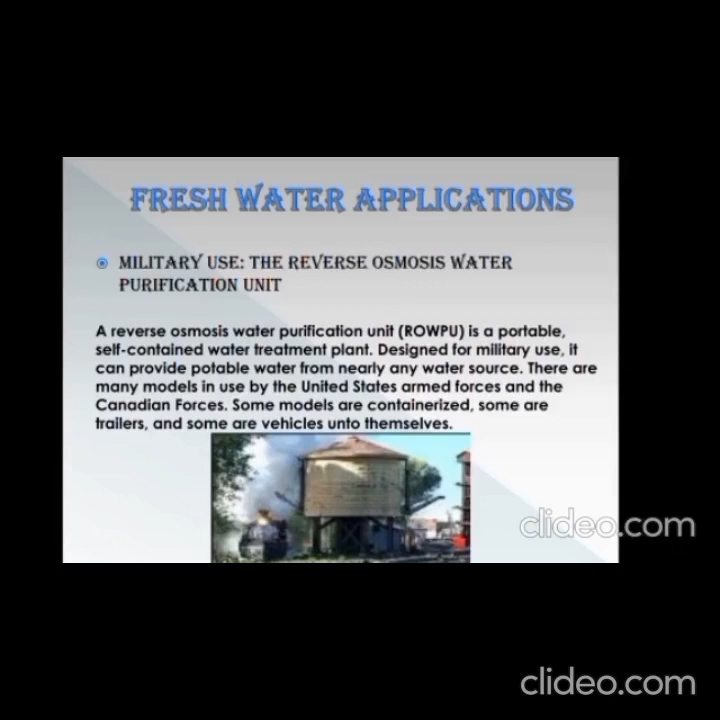 FRESH WATER APPLICATIONS
MILITARY USE: THE REVERSE OSMOSIS WATER
PURIFICATION UNIT
A reverse osmosis water purification unit (ROWPU) is a portable,
self-contained water treatment plant. Designed for military use, it
can provide potable water from nearly any water source. There are
many models in use by the United States armed forces and the
Canadian Forces. Some models are containerized, some are
trailers, and some are vehicles unto themselves.
clideo.com
clideo.com